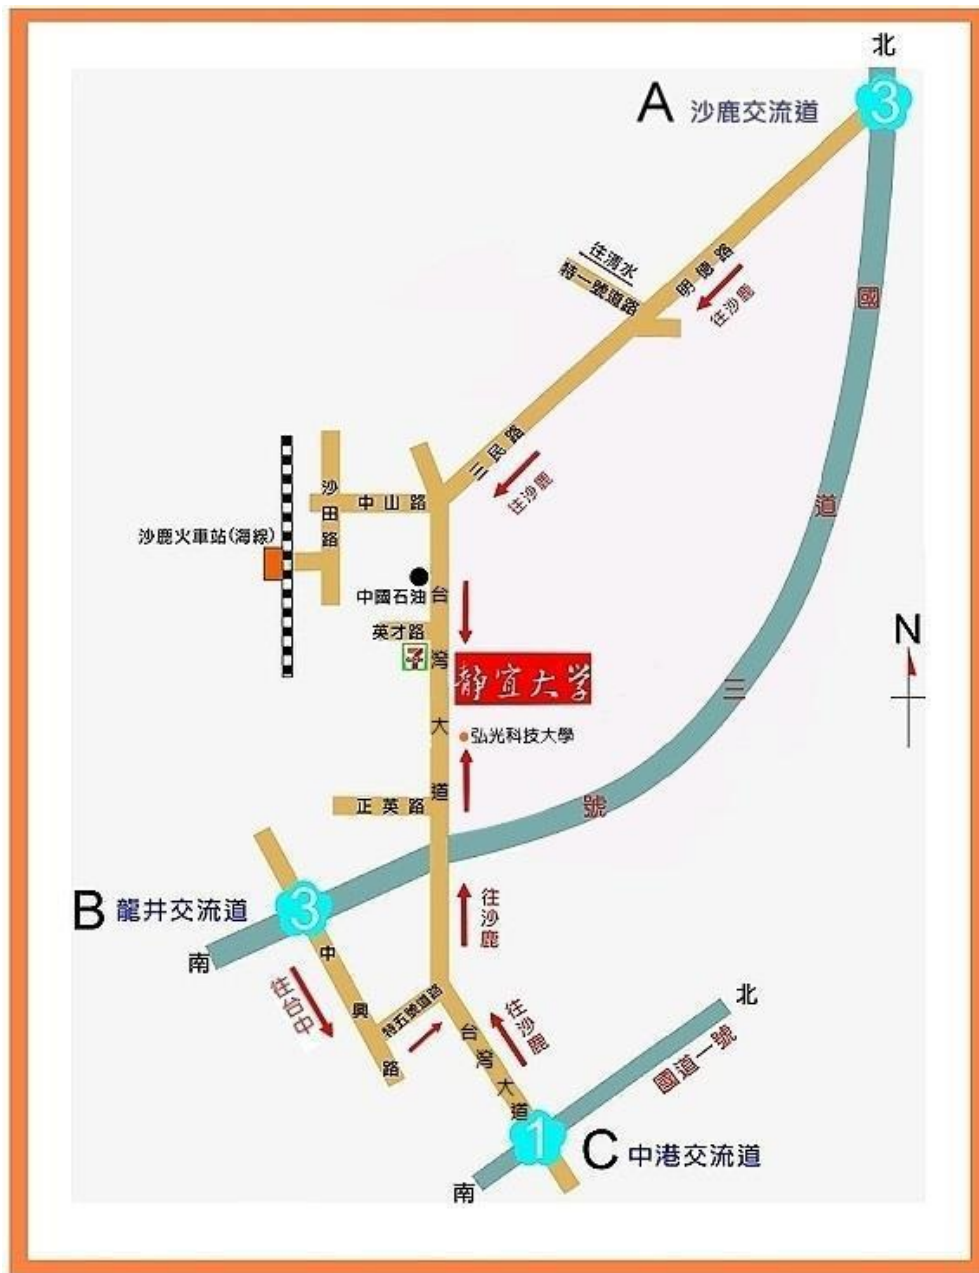 北
A 沙鹿交流道
3
往清水
特一號道路
明德路
往沙鹿
國道三號
三民路
往沙鹿
沙田路
中山路
沙鹿火車站(海線)
中國石油
台灣大道
英才路
7
静宜大学
N
弘光科技大學
正英路
B 龍井交流道
3
南
往沙鹿
中興路
往台中
特五號道路
台灣大道
往沙鹿
北
國道一號
1
C 中港交流道
南